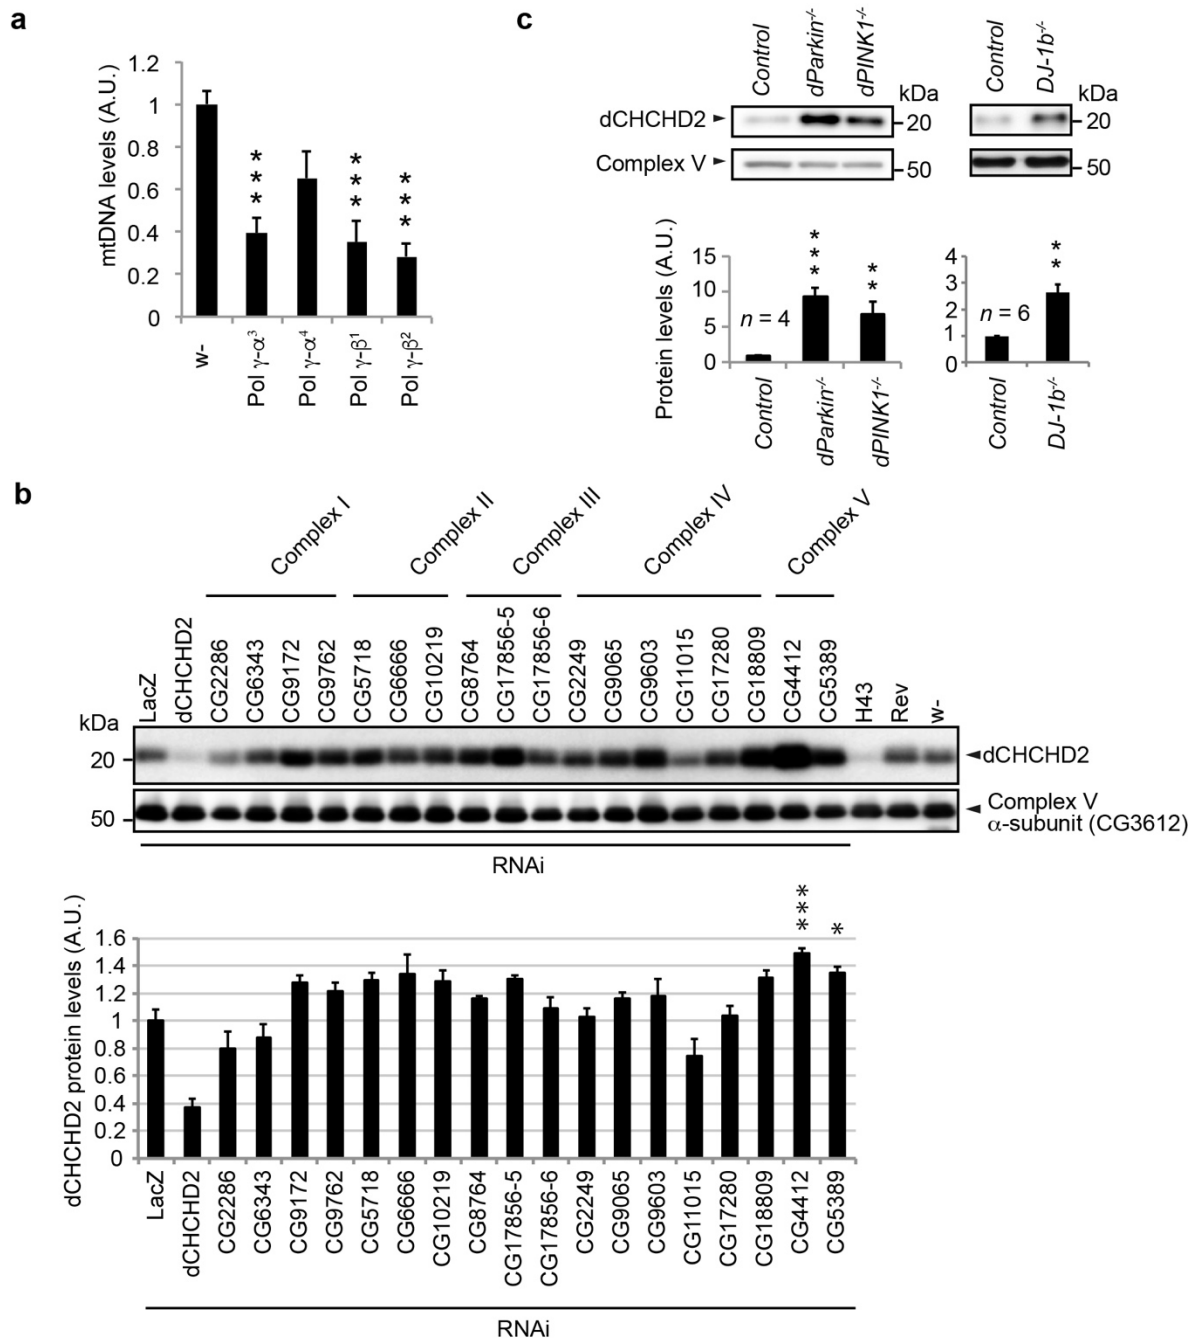 a
mtDNA levels (A.U.)
1.2
1
0.8
0.6
0.4
0.2
0
***
***
***
w-
Pol γ-α³
Pol γ-α⁴
Pol γ-β¹
Pol γ-β²
c
Control
dParkin-/-
dPINK1-/-
kDa
dCHCHD2
20
Complex V
50
Control
DJ-1b-/-
kDa
20
50
Protein levels (A.U.)
15
10
5
0
n = 4
***
**
Control
dParkin-/-
dPINK1-/-
4
3
2
1
0
n = 6
**
Control
DJ-1b-/-
b
Complex I
Complex II
Complex III
Complex IV
Complex V
LacZ
dCHCHD2
CG2286
CG6343
CG9172
CG9762
CG5718
CG6666
CG10219
CG8764
CG17856-5
CG17856-6
CG2249
CG9065
CG9603
CG11015
CG17280
CG18809
CG4412
CG5389
H43
Rev
w-
kDa
20
dCHCHD2
50
Complex V
α-subunit (CG3612)
RNAi
dCHCHD2 protein levels (A.U.)
1.6
1.4
1.2
1
0.8
0.6
0.4
0.2
0
***
*
LacZ
dCHCHD2
CG2286
CG6343
CG9172
CG9762
CG5718
CG6666
CG10219
CG8764
CG17856-5
CG17856-6
CG2249
CG9065
CG9603
CG11015
CG17280
CG18809
CG4412
CG5389
RNAi